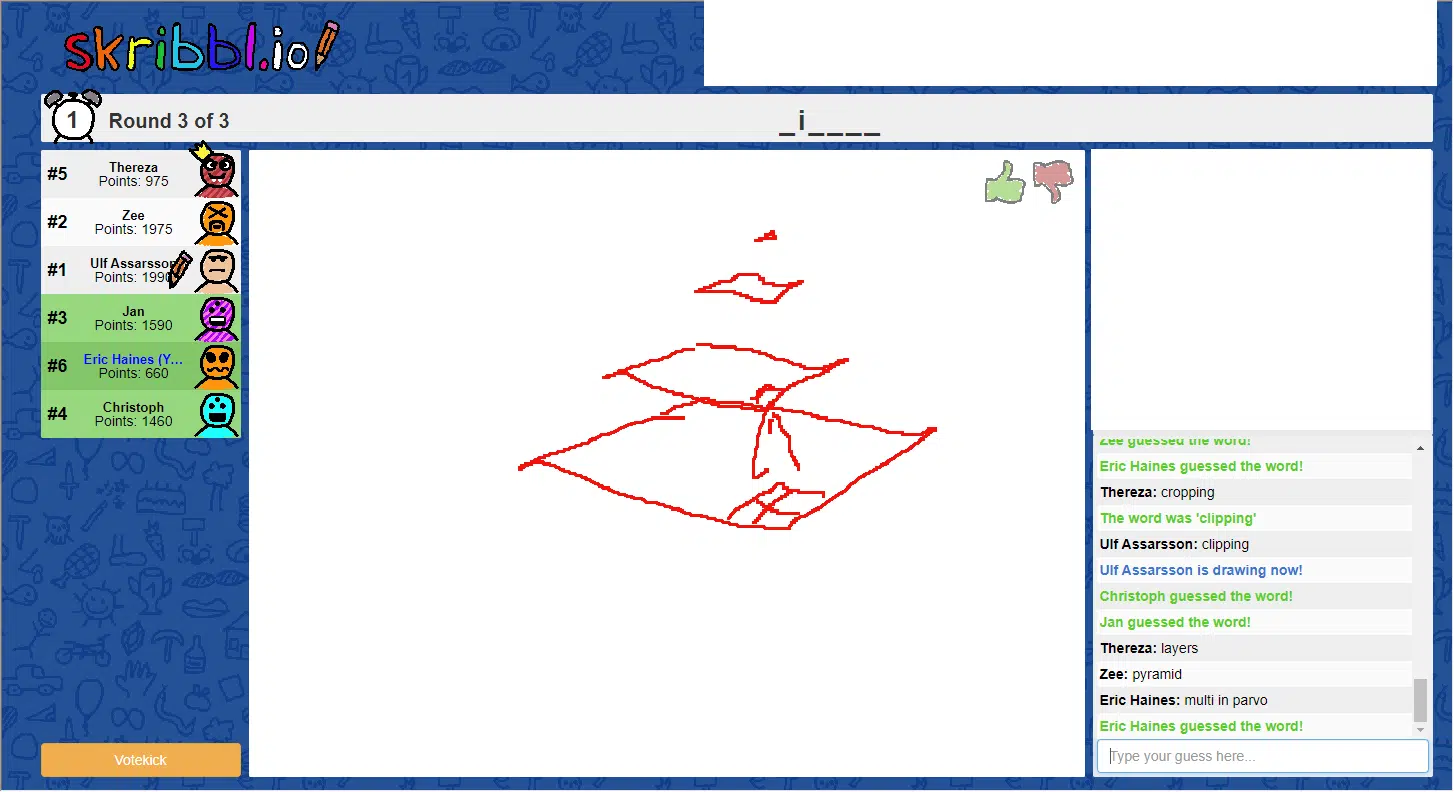 skribbl.io
1
Round 3 of 3
_i____
#5
Thereza
Points: 975
#2
Zee
Points: 1975
#1
Ulf Assarsson
Points: 1990
#3
Jan
Points: 1590
#6
Eric Haines (Y...
Points: 660
#4
Christoph
Points: 1460
Votekick
Zee guessed the word!
Eric Haines guessed the word!
Thereza: cropping
The word was 'clipping'
Ulf Assarsson: clipping
Ulf Assarsson is drawing now!
Christoph guessed the word!
Jan guessed the word!
Thereza: layers
Zee: pyramid
Eric Haines: multi in parvo
Eric Haines guessed the word!
Type your guess here...